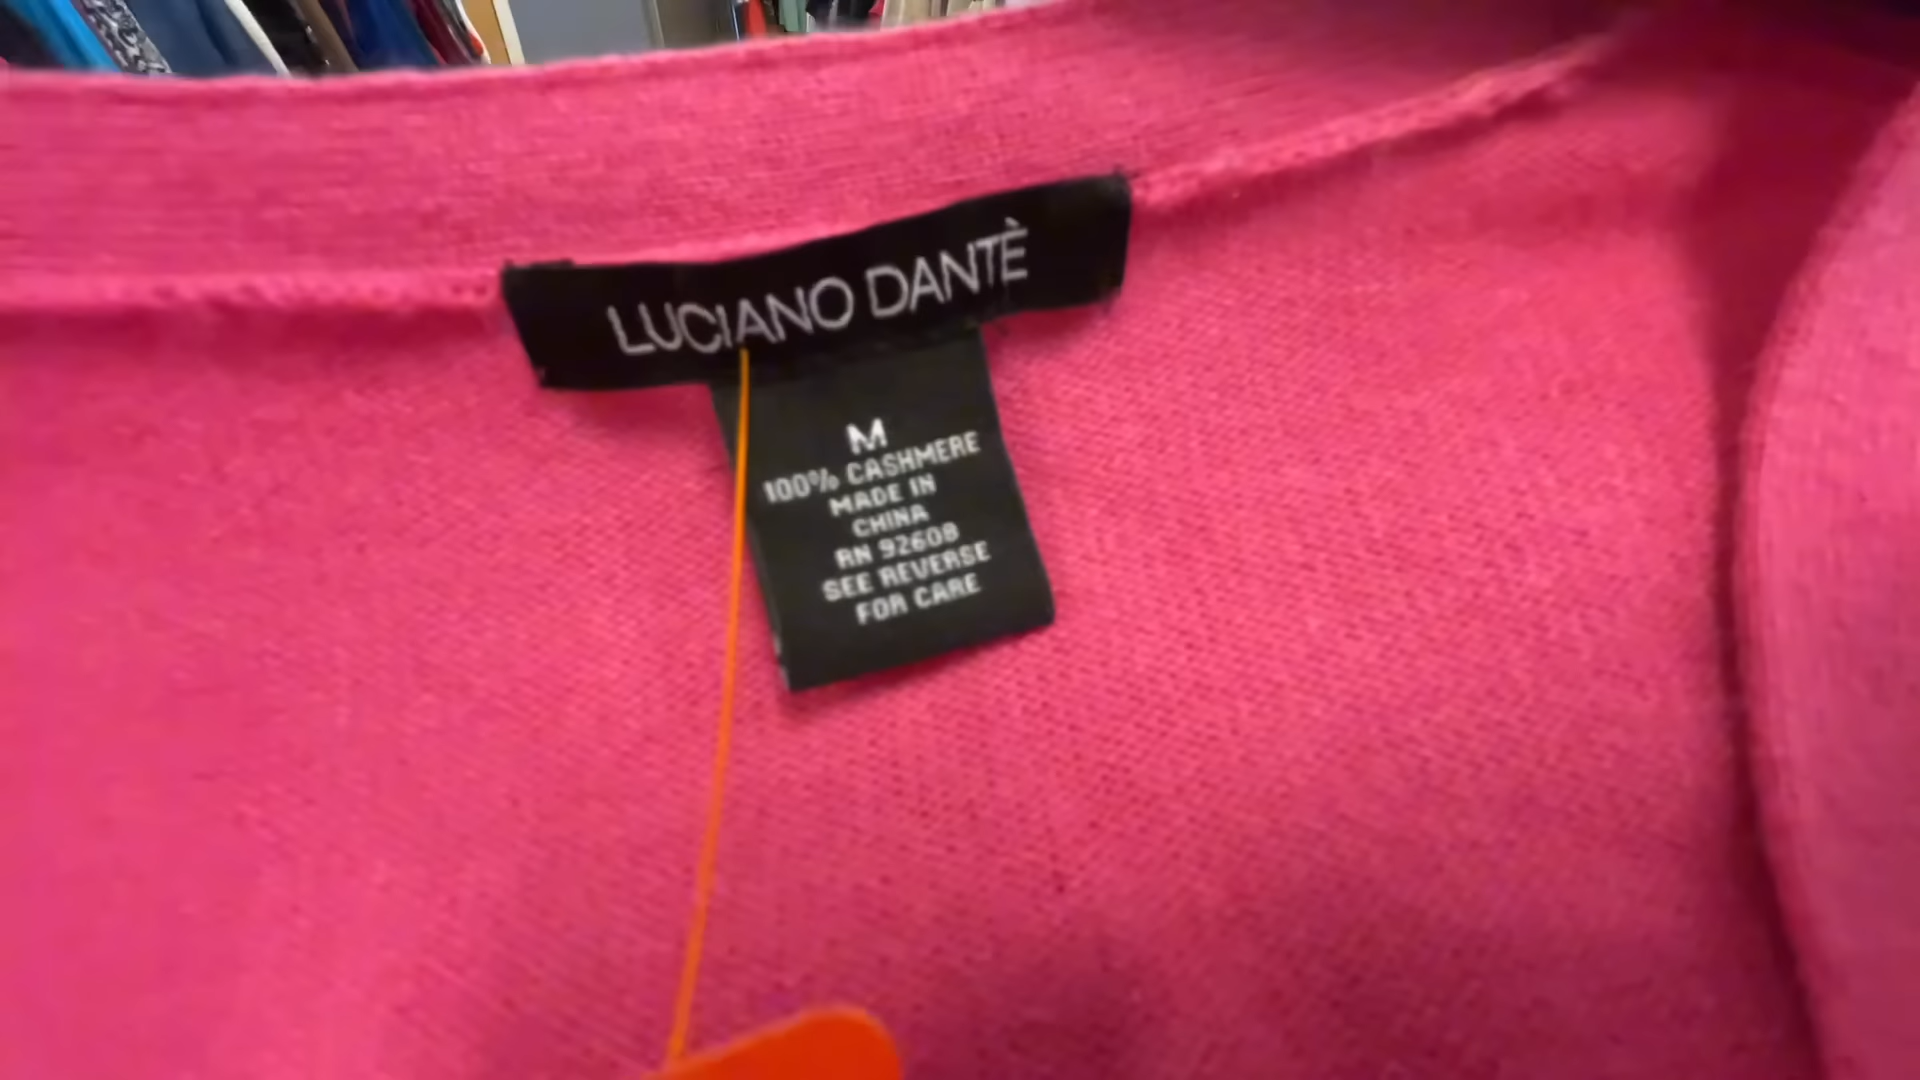 LUCIANO DANTÈ
M
100% CASHMERE
MADE IN
CHINA
RN 92608
SEE REVERSE
FOR CARE